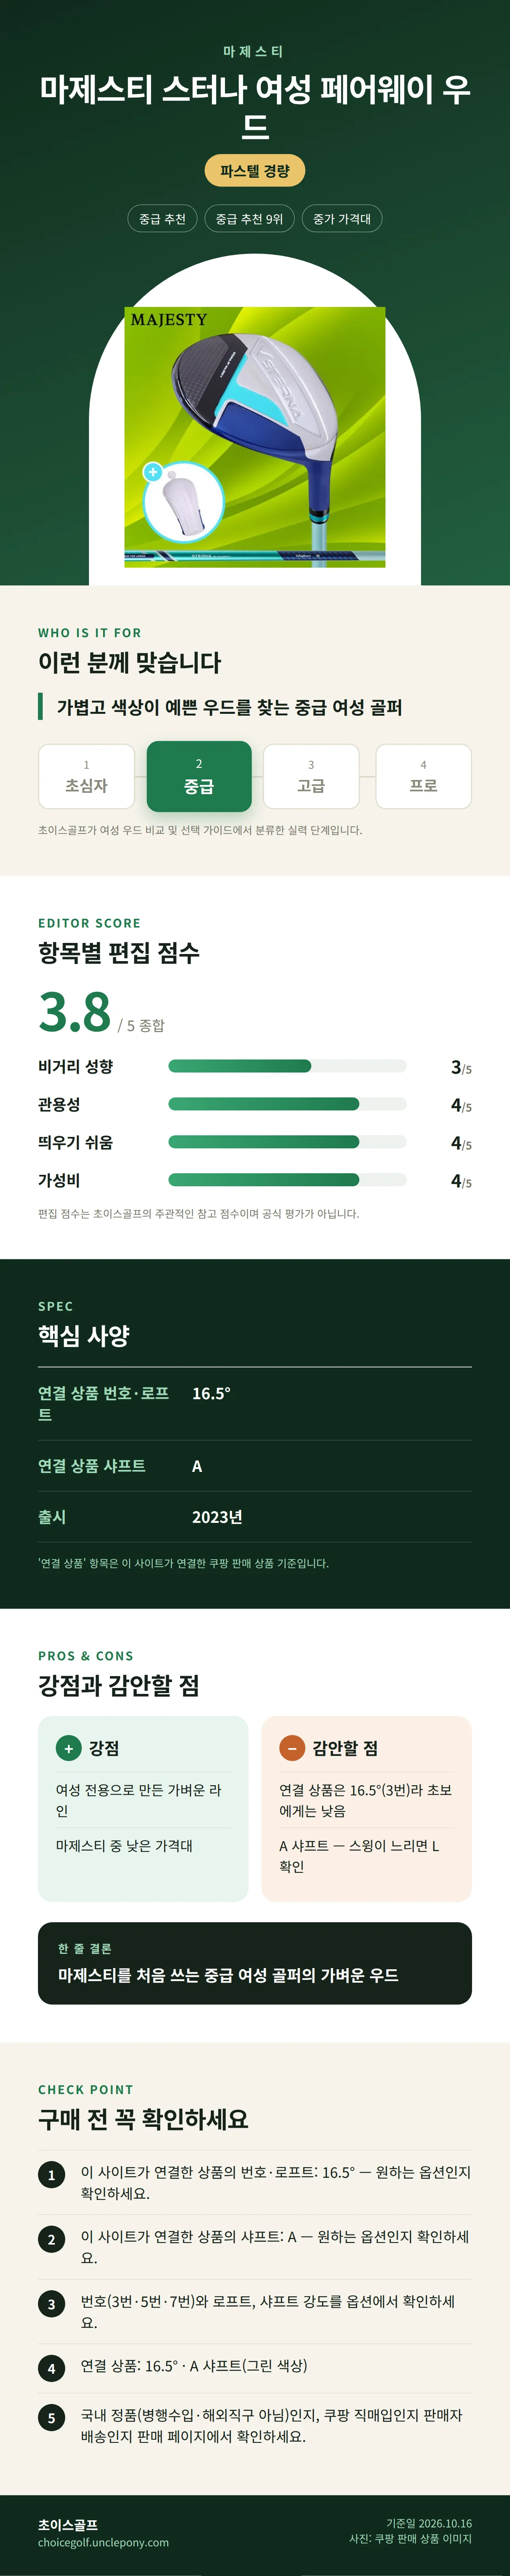 마제스티
마제스티 스터나 여성 페어웨이 우
드
파스텔 경량
중급 추천
중급 추천 9위
중가 가격대
MAJESTY
STERNA
WHO IS IT FOR
이런 분께 맞습니다
가볍고 색상이 예쁜 우드를 찾는 중급 여성 골퍼
1
초심자
2
중급
3
고급
4
프로
초이스골프가 여성 우드 비교 및 선택 가이드에서 분류한 실력 단계입니다.
EDITOR SCORE
항목별 편집 점수
3.8 / 5 종합
비거리 성향 3/5
관용성 4/5
띄우기 쉬움 4/5
가성비 4/5
편집 점수는 초이스골프의 주관적인 참고 점수이며 공식 평가가 아닙니다.
SPEC
핵심 사양
연결 상품 번호·로프
트
16.5°
연결 상품 샤프트 A
출시 2023년
'연결 상품' 항목은 이 사이트가 연결한 쿠팡 판매 상품 기준입니다.
PROS & CONS
강점과 감안할 점
+ 강점
여성 전용으로 만든 가벼운 라
인
마제스티 중 낮은 가격대
− 감안할 점
연결 상품은 16.5°(3번)라 초보
에게는 낮음
A 샤프트 — 스윙이 느리면 L
확인
한 줄 결론
마제스티를 처음 쓰는 중급 여성 골퍼의 가벼운 우드
CHECK POINT
구매 전 꼭 확인하세요
1 이 사이트가 연결한 상품의 번호·로프트: 16.5° — 원하는 옵션인지
확인하세요.
2 이 사이트가 연결한 상품의 샤프트: A — 원하는 옵션인지 확인하세
요.
3 번호(3번·5번·7번)와 로프트, 샤프트 강도를 옵션에서 확인하세
요.
4 연결 상품: 16.5° · A 샤프트(그린 색상)
5 국내 정품(병행수입·해외직구 아님)인지, 쿠팡 직매입인지 판매자
배송인지 판매 페이지에서 확인하세요.
초이스골프
choicegolf.unclepony.com
기준일 2026.10.16
사진: 쿠팡 판매 상품 이미지